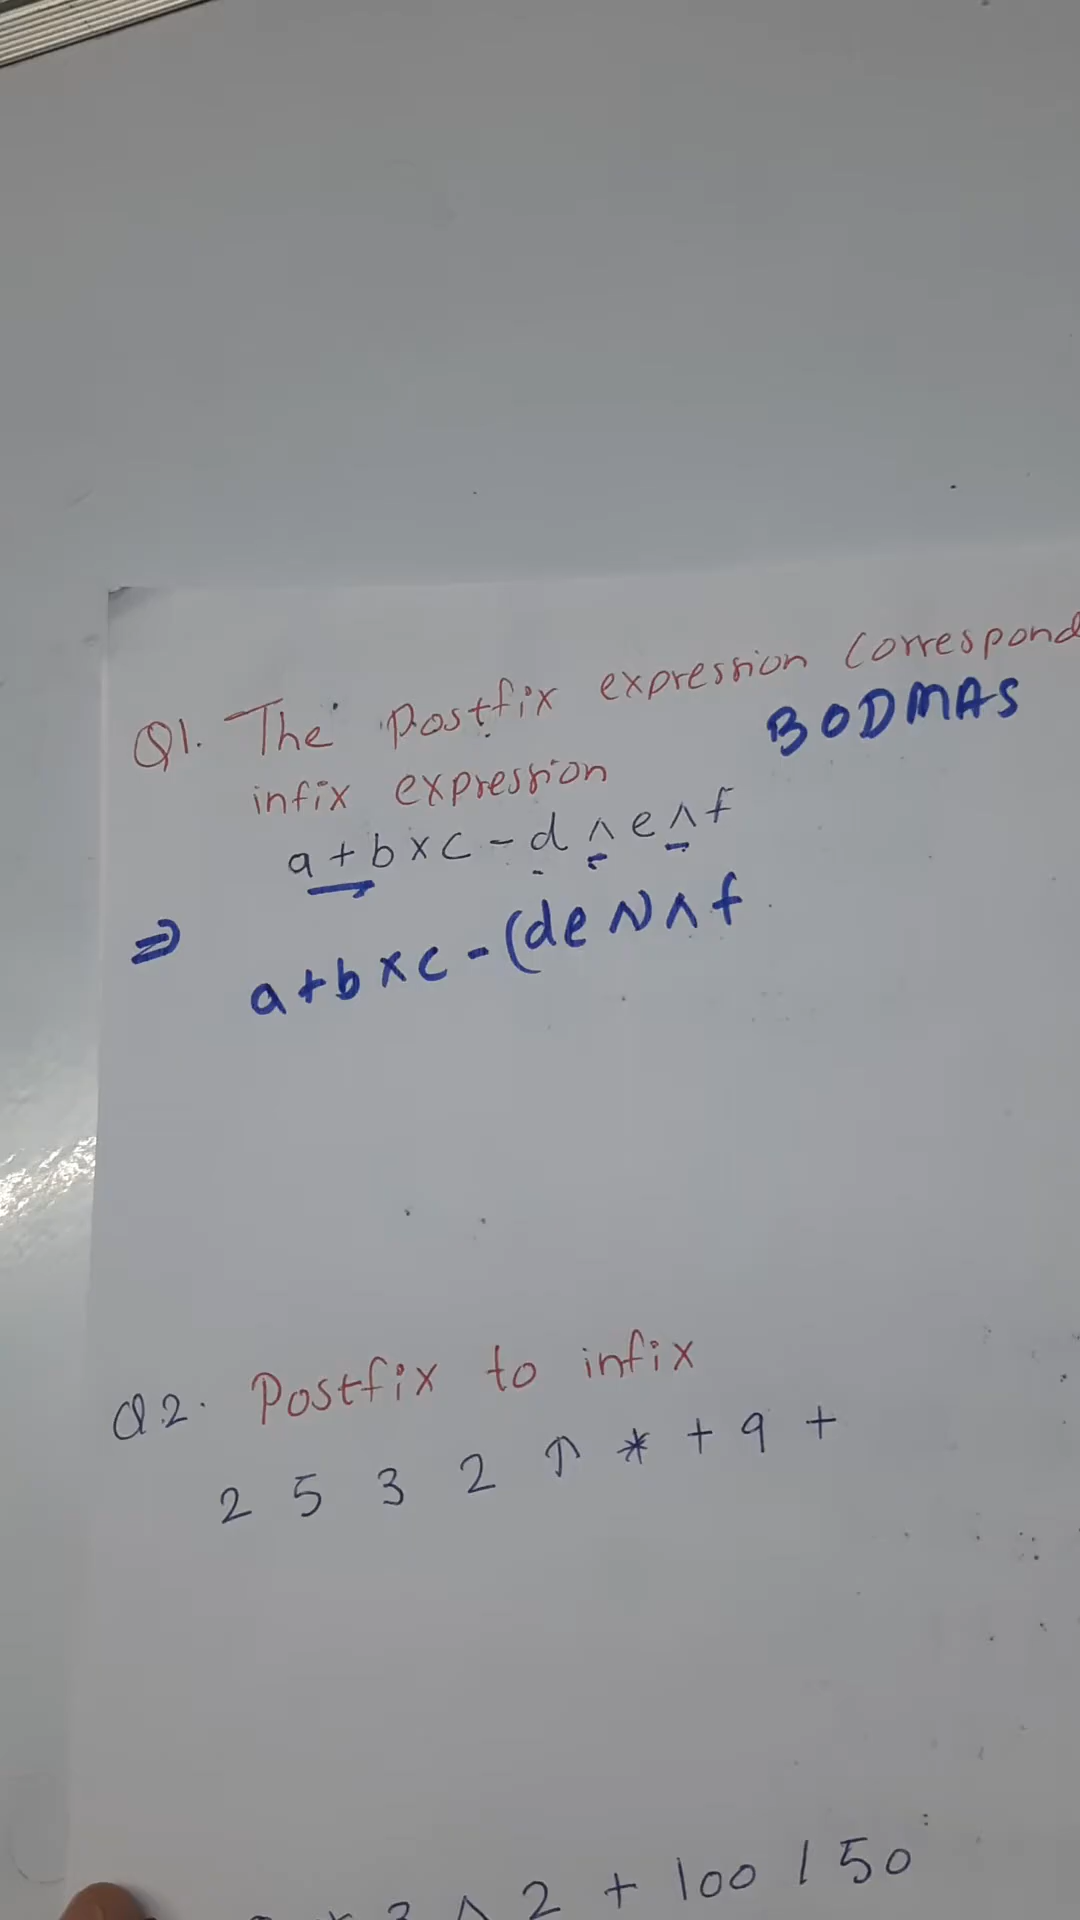 Q1. The Postfix expression correspond
BODMAS
infix expression
a + b × c - d ^ e ^ f
⇒ a + b × c - (de ^) ^ f
Q2. Postfix to infix
2 5 3 2 ↑ * + 9 +
3 ^ 2 + 100 / 50